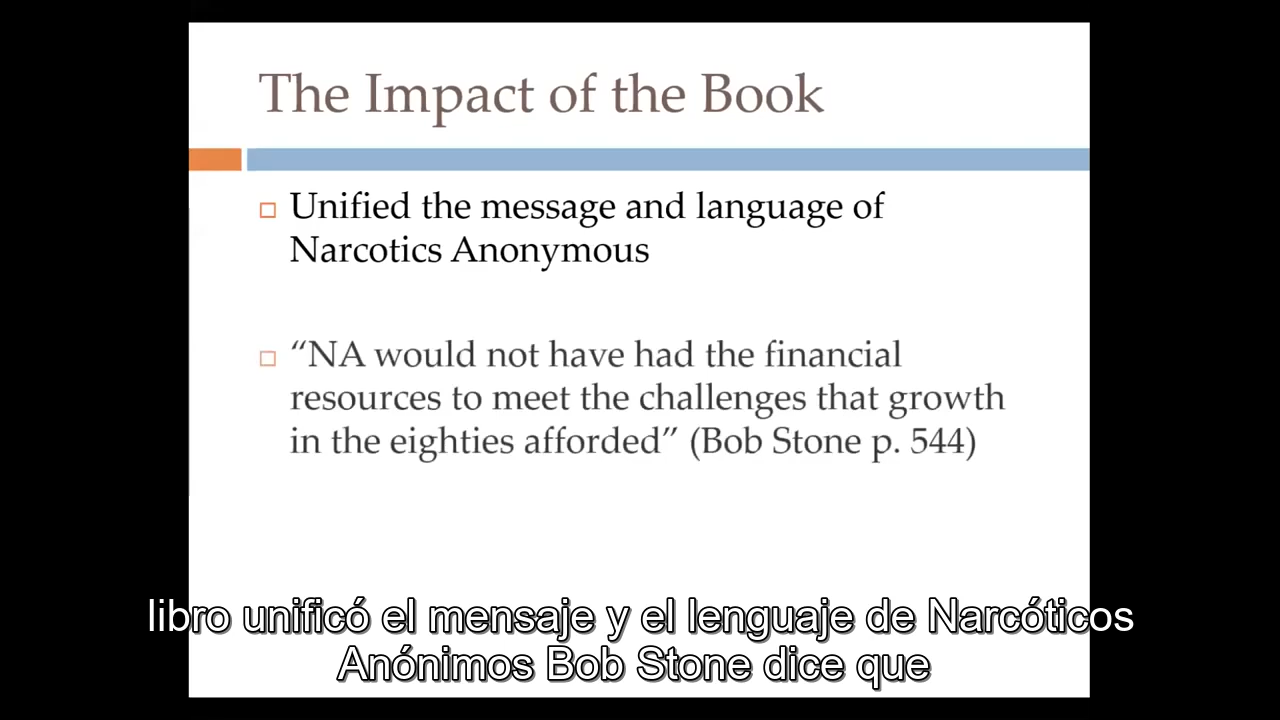 The Impact of the Book
Unified the message and language of
Narcotics Anonymous
“NA would not have had the financial
resources to meet the challenges that growth
in the eighties afforded” (Bob Stone p. 544)
libro unificó el mensaje y el lenguaje de Narcóticos
Anónimos Bob Stone dice que